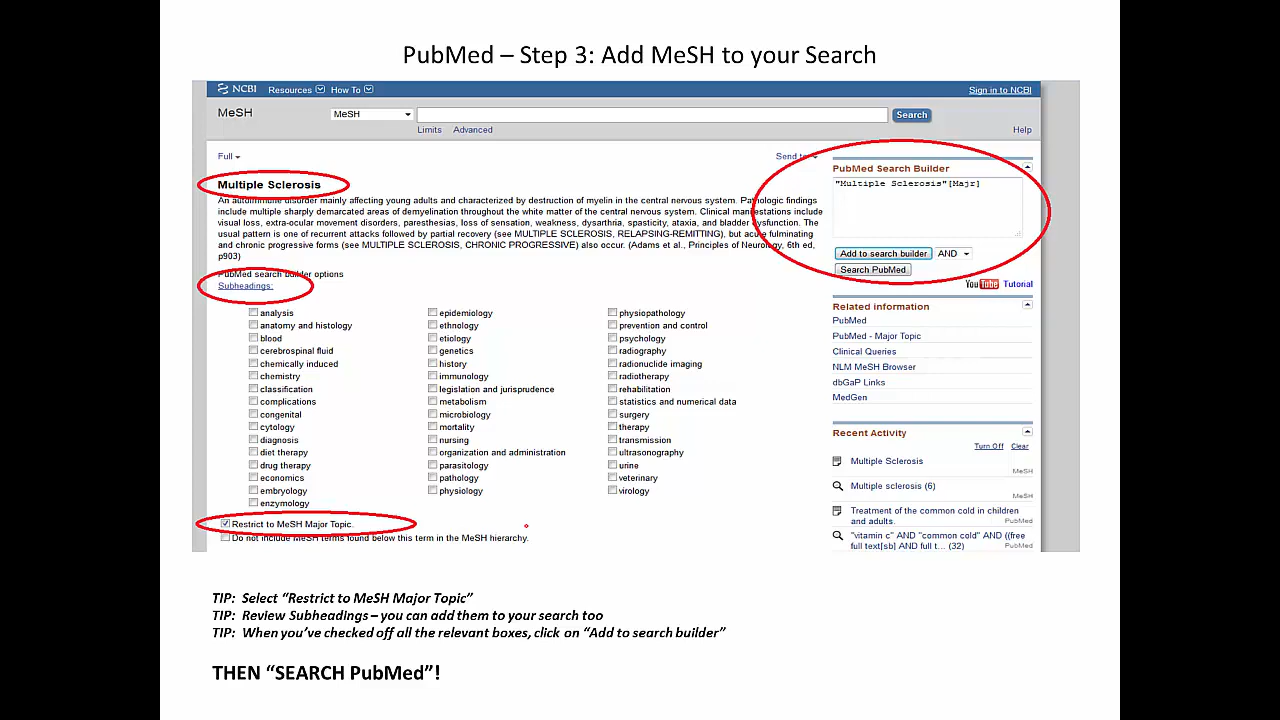 PubMed – Step 3: Add MeSH to your Search
NCBI Resources How To Sign in to NCBI
MeSH MeSH Search
Limits Advanced Help
Full Send to
Multiple Sclerosis
An autoimmune disorder mainly affecting young adults and characterized by destruction of myelin in the central nervous system. Pathologic findings
include multiple sharply demarcated areas of demyelination throughout the white matter of the central nervous system. Clinical manifestations include
visual loss, extra-ocular movement disorders, paresthesias, loss of sensation, weakness, dysarthria, spasticity, ataxia, and bladder dysfunction. The
usual pattern is one of recurrent attacks followed by partial recovery (see MULTIPLE SCLEROSIS, RELAPSING-REMITTING), but acute fulminating
and chronic progressive forms (see MULTIPLE SCLEROSIS, CHRONIC PROGRESSIVE) also occur. (Adams et al., Principles of Neurology, 6th ed,
p903)
PubMed search builder options
Subheadings:
analysis
anatomy and histology
blood
cerebrospinal fluid
chemically induced
chemistry
classification
complications
congenital
cytology
diagnosis
diet therapy
drug therapy
economics
embryology
enzymology
epidemiology
ethnology
etiology
genetics
history
immunology
legislation and jurisprudence
metabolism
microbiology
mortality
nursing
organization and administration
parasitology
pathology
physiology
physiopathology
prevention and control
psychology
radiography
radionuclide imaging
radiotherapy
rehabilitation
statistics and numerical data
surgery
therapy
transmission
ultrasonography
urine
veterinary
virology
Restrict to MeSH Major Topic.
Do not include MeSH terms found below this term in the MeSH hierarchy.
PubMed Search Builder
"Multiple Sclerosis"[Majr]
Add to search builder AND
Search PubMed
YouTube Tutorial
Related information
PubMed
PubMed - Major Topic
Clinical Queries
NLM MeSH Browser
dbGaP Links
MedGen
Recent Activity
Turn Off Clear
Multiple Sclerosis
MeSH
Multiple sclerosis (6)
MeSH
Treatment of the common cold in children
and adults. PubMed
"vitamin c" AND "common cold" AND ((free
full text[sb] AND full t... (32) PubMed
TIP: Select “Restrict to MeSH Major Topic”
TIP: Review Subheadings – you can add them to your search too
TIP: When you’ve checked off all the relevant boxes, click on “Add to search builder”
THEN “SEARCH PubMed”!